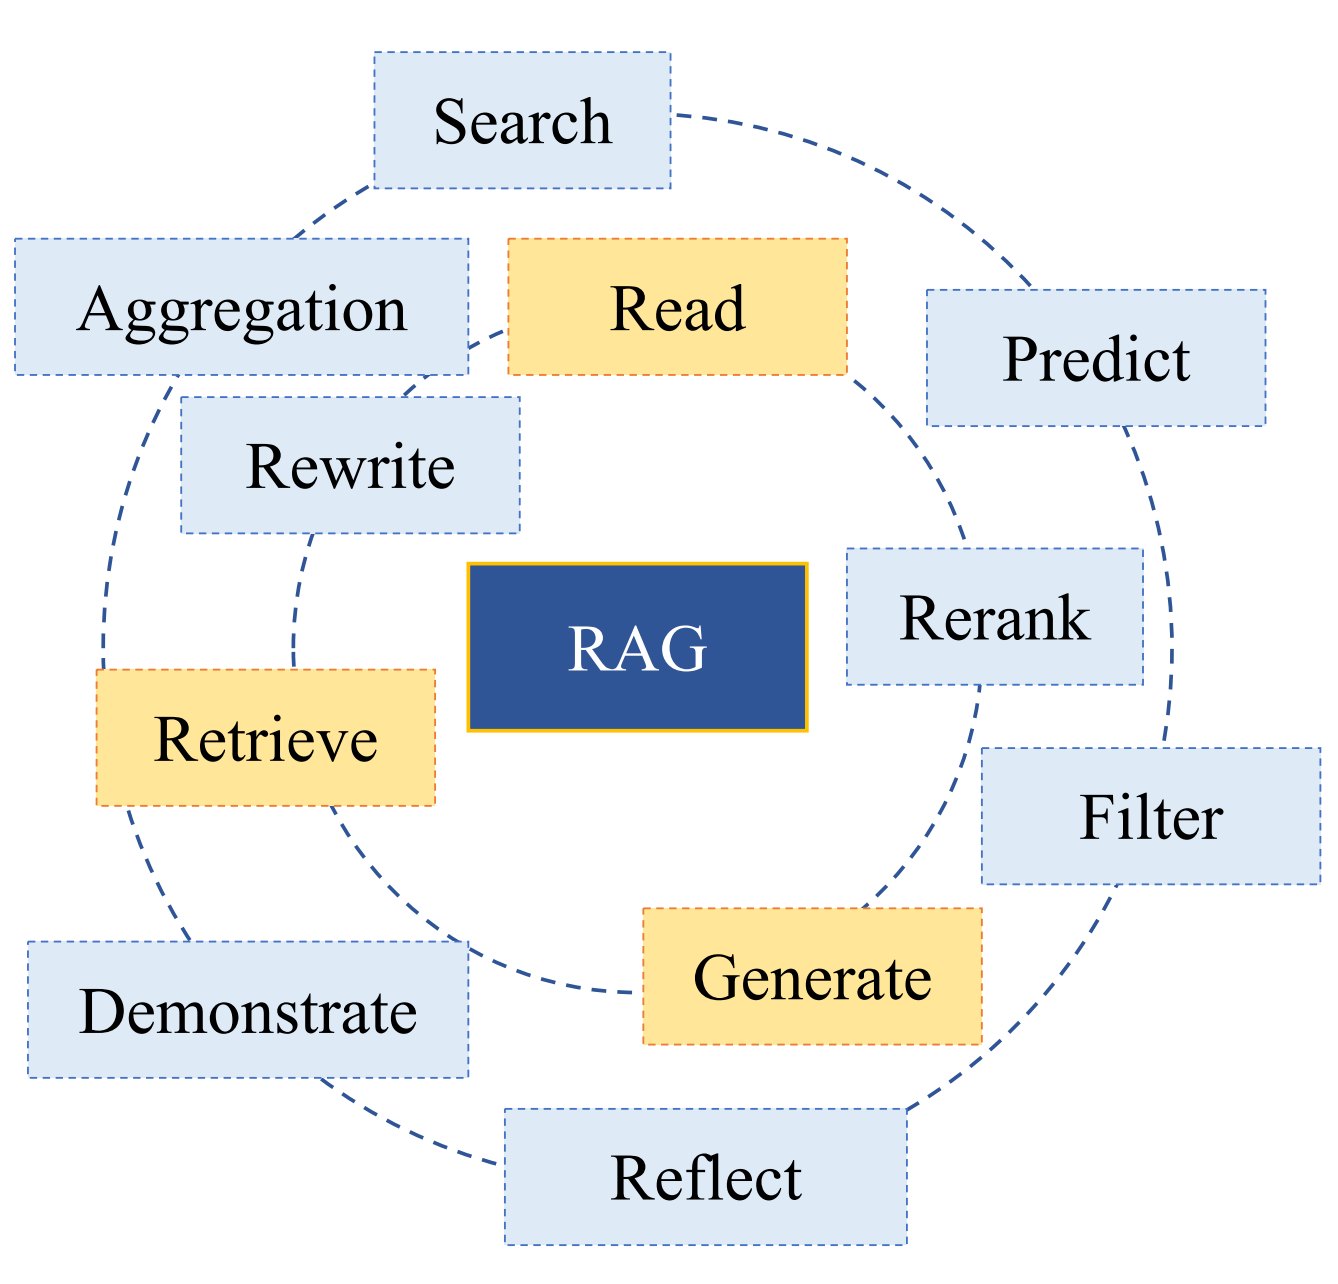 Search
Aggregation
Read
Predict
Rewrite
Rerank
RAG
Retrieve
Filter
Generate
Demonstrate
Reflect